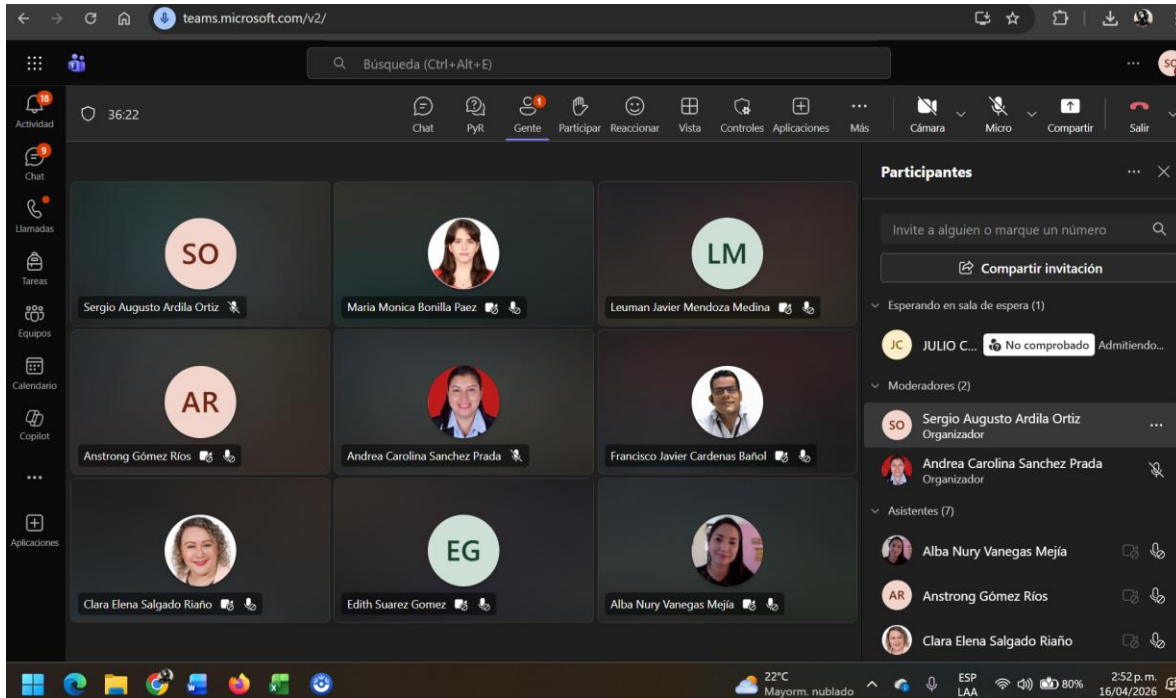 teams.microsoft.com/v2/
Búsqueda (Ctrl+Alt+E)
SO
18
Actividad
9
Chat
Llamadas
Tareas
Equipos
Calendario
Copilot
Aplicaciones
36:22
Chat
PyR
1
Gente
Participar
Reaccionar
Vista
Controles
Aplicaciones
Más
Cámara
Micro
Compartir
Salir
SO
Sergio Augusto Ardila Ortiz
Maria Monica Bonilla Paez
LM
Leuman Javier Mendoza Medina
AR
Anstrong Gómez Ríos
Andrea Carolina Sanchez Prada
Francisco Javier Cardenas Bañol
Clara Elena Salgado Riaño
EG
Edith Suarez Gomez
Alba Nury Vanegas Mejía
Participantes
Invite a alguien o marque un número
Compartir invitación
Esperando en sala de espera (1)
JC
JULIO C... No comprobado Admitiendo...
Moderadores (2)
SO
Sergio Augusto Ardila Ortiz
Organizador
Andrea Carolina Sanchez Prada
Organizador
Asistentes (7)
Alba Nury Vanegas Mejía
AR
Anstrong Gómez Ríos
Clara Elena Salgado Riaño
22°C
Mayorm. nublado
ESP
LAA
80%
2:52 p. m.
16/04/2026